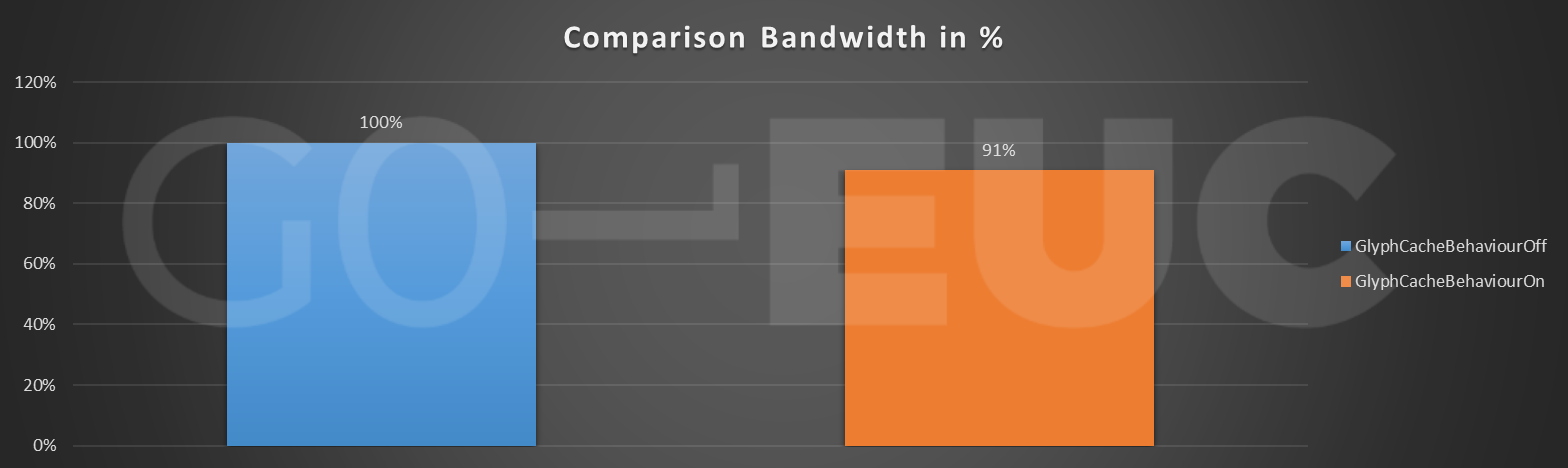 Comparison Bandwidth in %
120%
100%
80%
60%
40%
20%
0%
100%
91%
GO-EUC
GlyphCacheBehaviourOff
GlyphCacheBehaviourOn